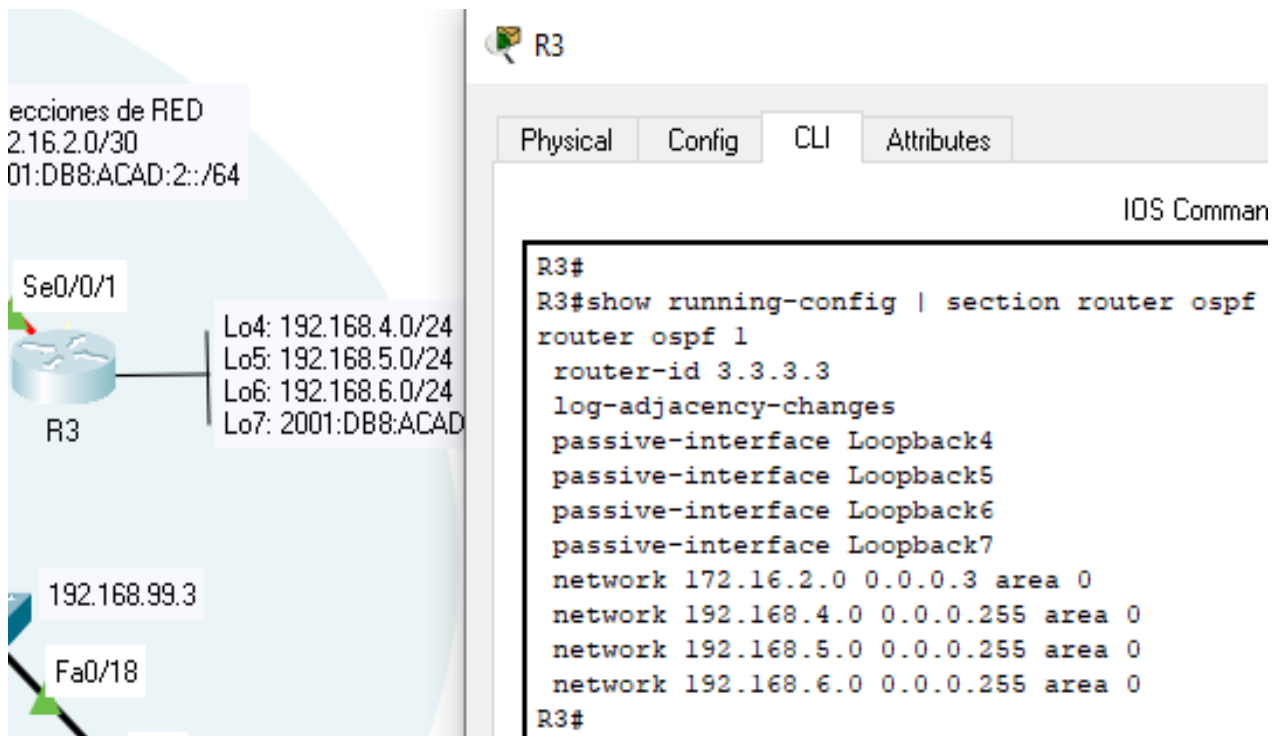 ecciones de RED
2.16.2.0/30
01:DB8:ACAD:2::/64
Se0/0/1
R3
Lo4: 192.168.4.0/24
Lo5: 192.168.5.0/24
Lo6: 192.168.6.0/24
Lo7: 2001:DB8:ACAD
192.168.99.3
Fa0/18
R3
Physical Config CLI Attributes
IOS Comman
R3#
R3#show running-config | section router ospf
router ospf 1
router-id 3.3.3.3
log-adjacency-changes
passive-interface Loopback4
passive-interface Loopback5
passive-interface Loopback6
passive-interface Loopback7
network 172.16.2.0 0.0.0.3 area 0
network 192.168.4.0 0.0.0.255 area 0
network 192.168.5.0 0.0.0.255 area 0
network 192.168.6.0 0.0.0.255 area 0
R3#